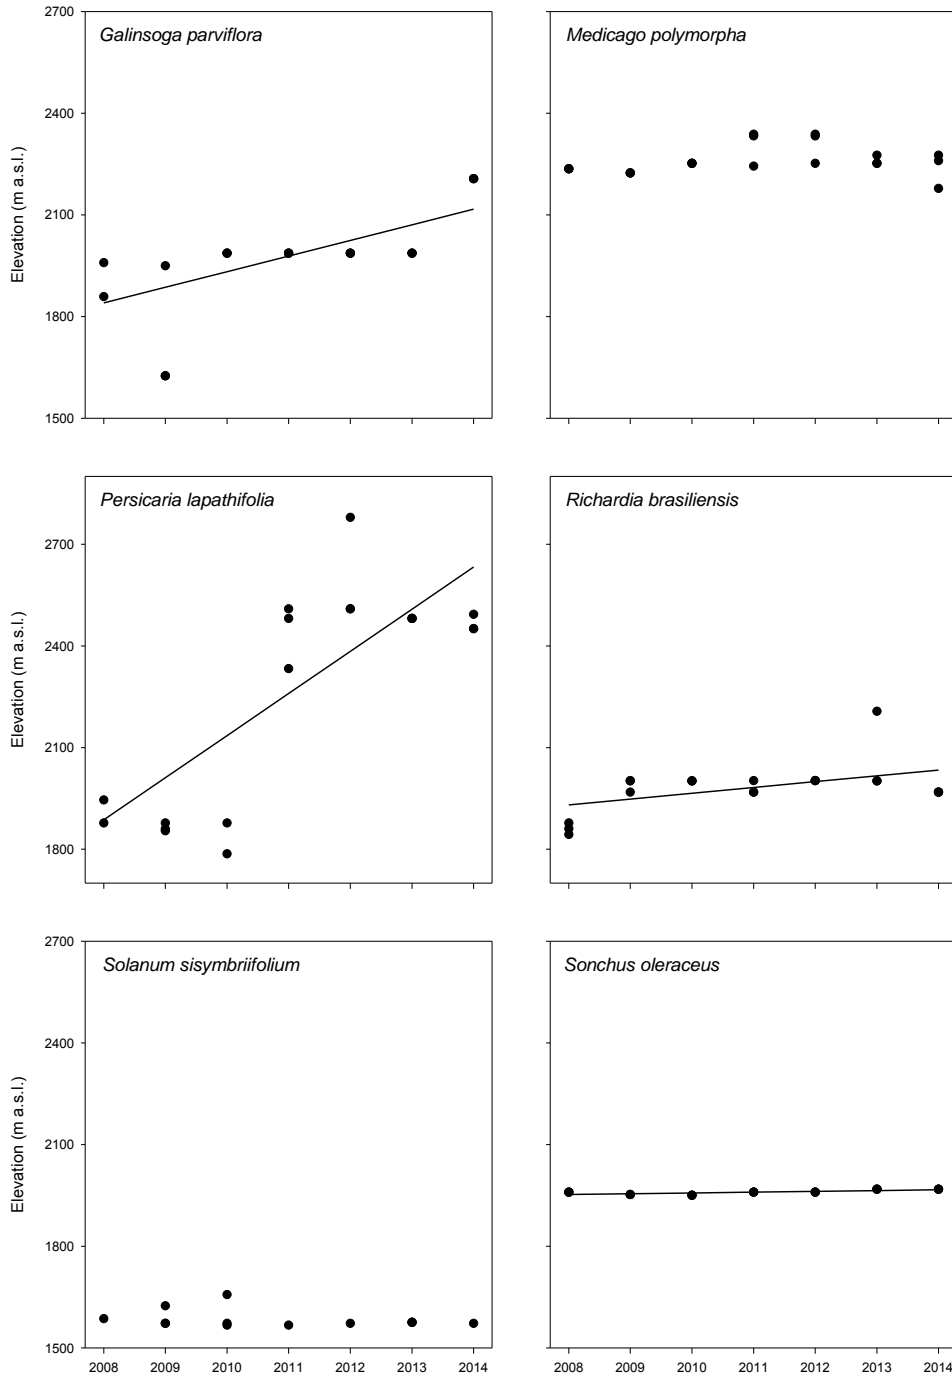 Galinsoga parviflora
Medicago polymorpha
Elevation (m a.s.l.)
2700
2400
2100
1800
1500
Persicaria lapathifolia
Richardia brasiliensis
Elevation (m a.s.l.)
2700
2400
2100
1800
Solanum sisymbriifolium
Sonchus oleraceus
Elevation (m a.s.l.)
2700
2400
2100
1800
1500
2008 2009 2010 2011 2012 2013 2014
2008 2009 2010 2011 2012 2013 2014